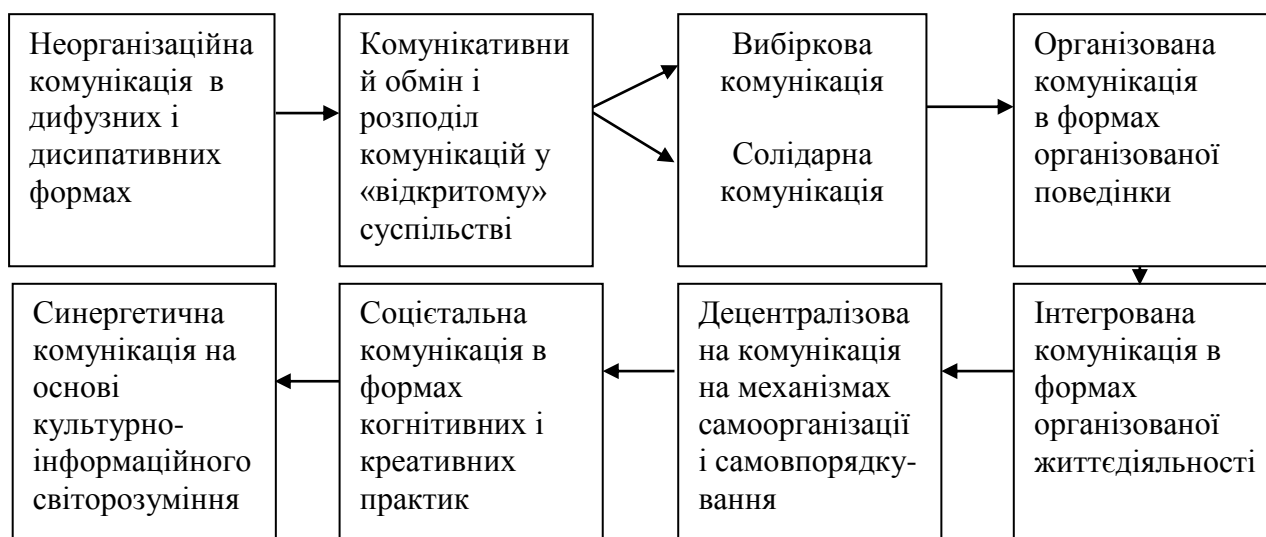 Неорганізаційна
комунікація в
дифузних і
дисипативних
формах
Комунікативни
й обмін і
розподіл
комунікацій у
«відкритому»
суспільстві
Вибіркова
комунікація
Солідарна
комунікація
Організована
комунікація
в формах
організованої
поведінки
Інтегрована
комунікація в
формах
організованої
життєдіяльності
Децентралізова
на комунікація
на механізмах
самоорганізації
і самовпорядку-
вання
Соцієтальна
комунікація в
формах
когнітивних і
креативних
практик
Синергетична
комунікація на
основі
культурно-
інформаційного
світорозуміння